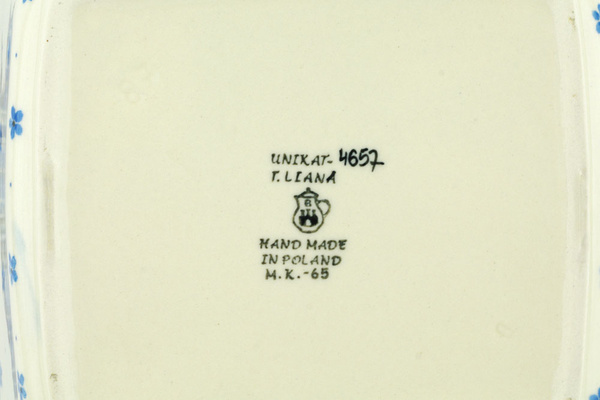 UNIKAT- 4657
T. LIANA
B
HAND MADE
IN POLAND
M.K.-65